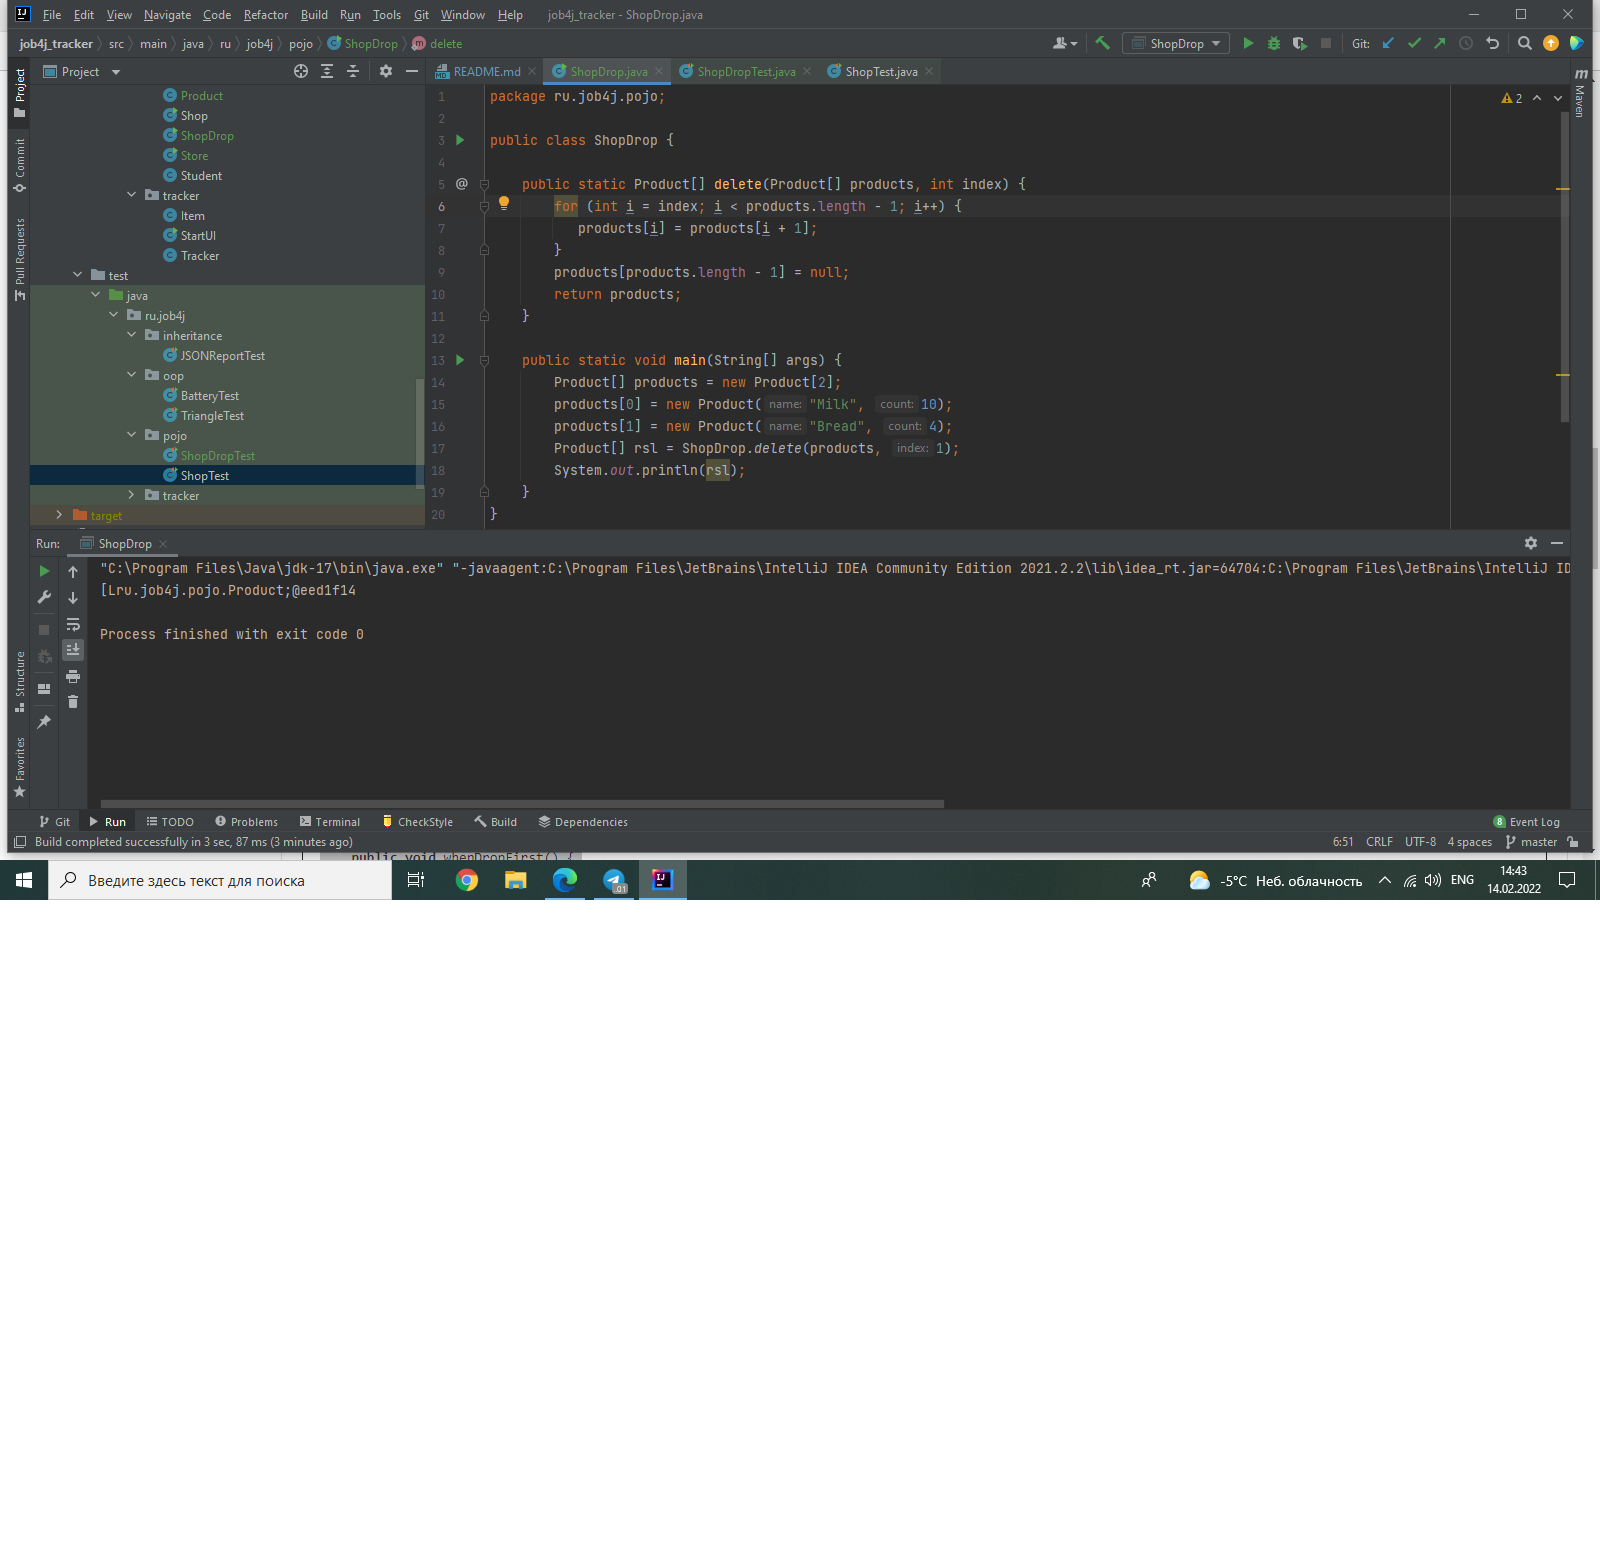 File Edit View Navigate Code Refactor Build Run Tools Git Window Help job4j_tracker - ShopDrop.java
job4j_tracker src main java ru job4j pojo ShopDrop delete
ShopDrop Git:
Project
README.md ShopDrop.java ShopDropTest.java ShopTest.java
Product
Shop
ShopDrop
Store
Student
tracker
Item
StartUI
Tracker
test
java
ru.job4j
inheritance
JSONReportTest
oop
BatteryTest
TriangleTest
pojo
ShopDropTest
ShopTest
tracker
target
Project
Commit
Pull Requests
Structure
Favorites
Maven
2
1 package ru.job4j.pojo;
2
3 public class ShopDrop {
4
5 public static Product[] delete(Product[] products, int index) {
6 for (int i = index; i < products.length - 1; i++) {
7 products[i] = products[i + 1];
8 }
9 products[products.length - 1] = null;
10 return products;
11 }
12
13 public static void main(String[] args) {
14 Product[] products = new Product[2];
15 products[0] = new Product( name: "Milk", count: 10);
16 products[1] = new Product( name: "Bread", count: 4);
17 Product[] rsl = ShopDrop.delete(products, index: 1);
18 System.out.println(rsl);
19 }
20 }
Run: ShopDrop
"C:\Program Files\Java\jdk-17\bin\java.exe" "-javaagent:C:\Program Files\JetBrains\IntelliJ IDEA Community Edition 2021.2.2\lib\idea_rt.jar=64704:C:\Program Files\JetBrains\IntelliJ ID
[Lru.job4j.pojo.Product;@eed1f14
Process finished with exit code 0
Git Run TODO Problems Terminal CheckStyle Build Dependencies 8 Event Log
Build completed successfully in 3 sec, 87 ms (3 minutes ago) 6:51 CRLF UTF-8 4 spaces master
public void whenDropFirst() {
Введите здесь текст для поиска .01 -5°C Неб. облачность ENG 14:43
14.02.2022